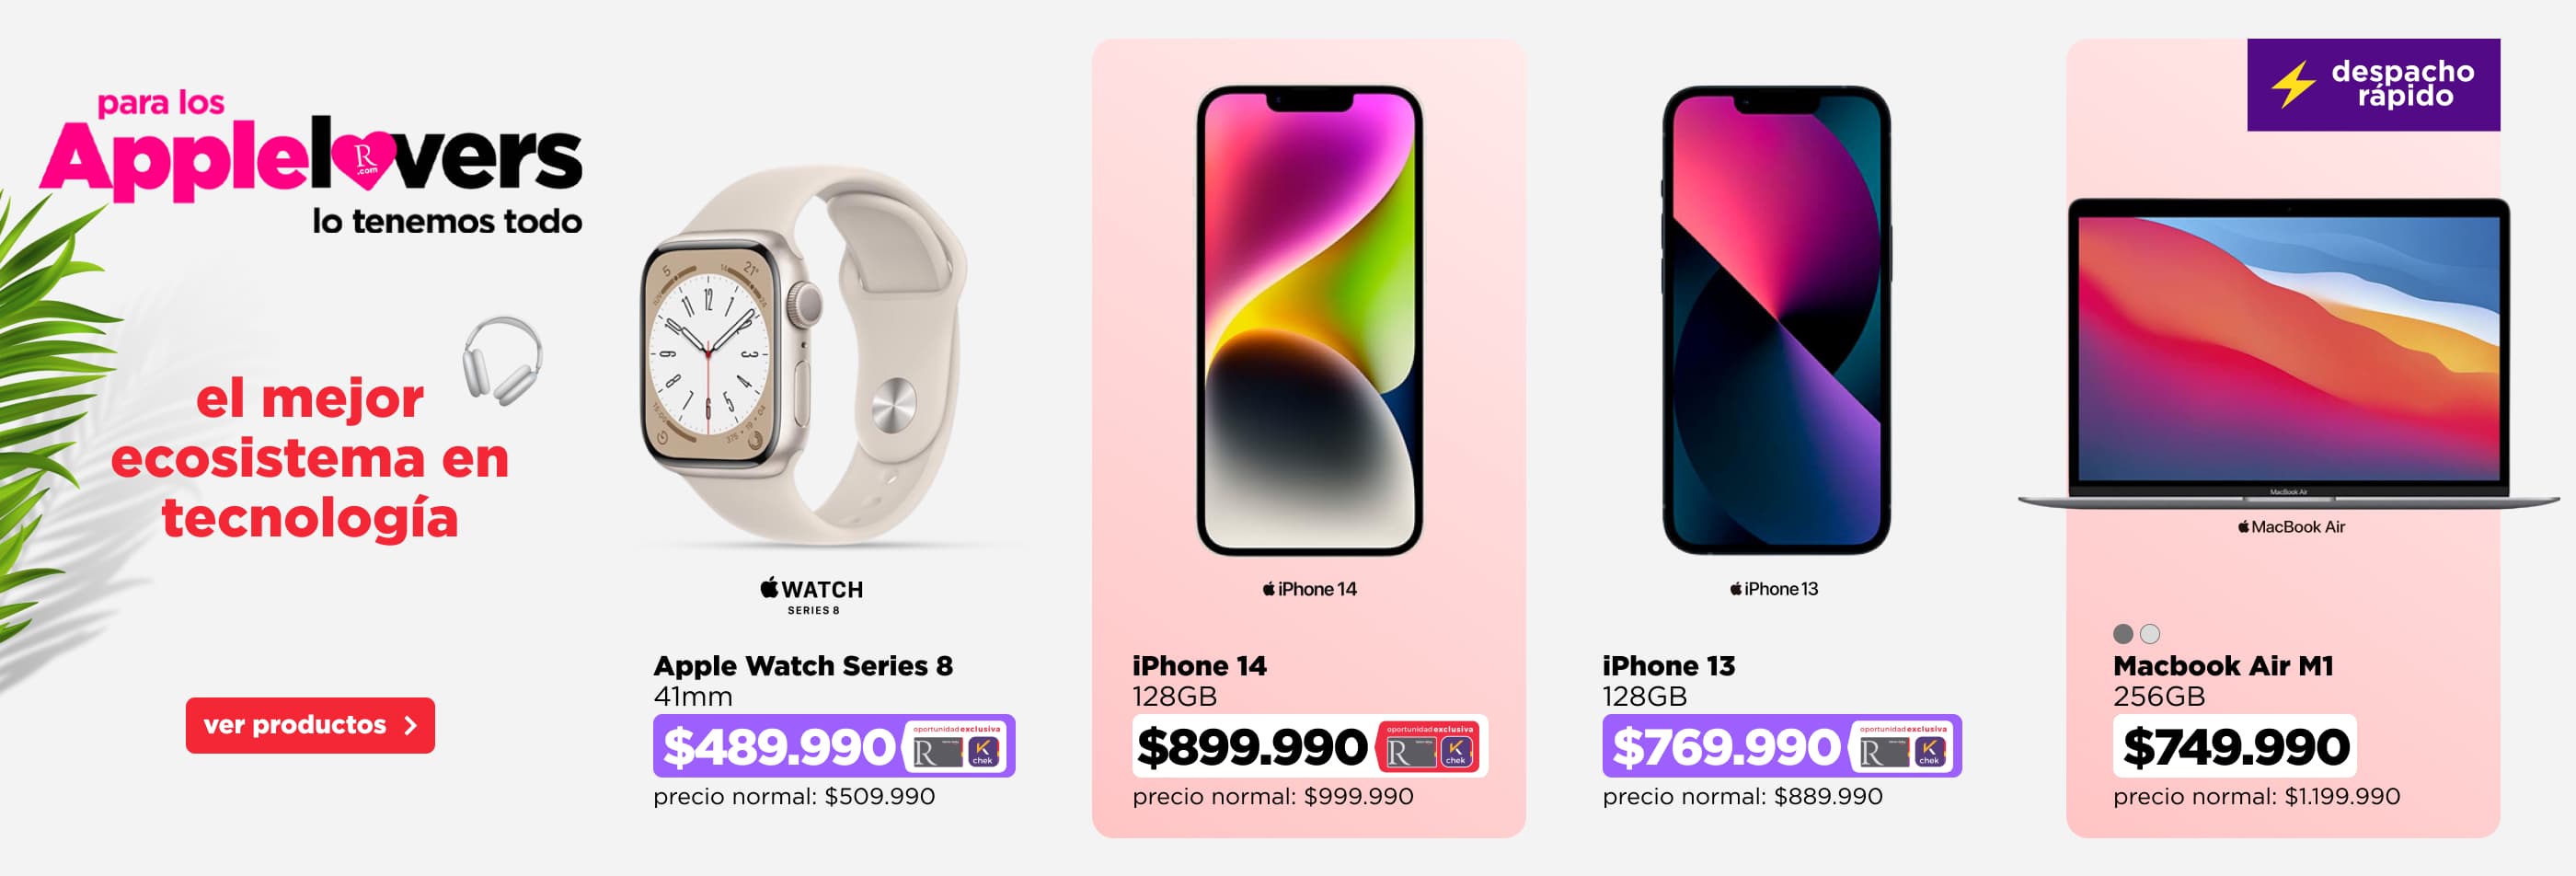 para los
Applelovers
R
.com
lo tenemos todo
el mejor
ecosistema en
tecnología
ver productos
WATCH
SERIES 8
Apple Watch Series 8
41mm
$489.990
oportunidad exclusiva
R
K
chek
precio normal: $509.990
iPhone 14
iPhone 14
128GB
$899.990
oportunidad exclusiva
R
K
chek
precio normal: $999.990
iPhone 13
iPhone 13
128GB
$769.990
oportunidad exclusiva
R
K
chek
precio normal: $889.990
despacho
rápido
MacBook Air
MacBook Air
Macbook Air M1
256GB
$749.990
precio normal: $1.199.990